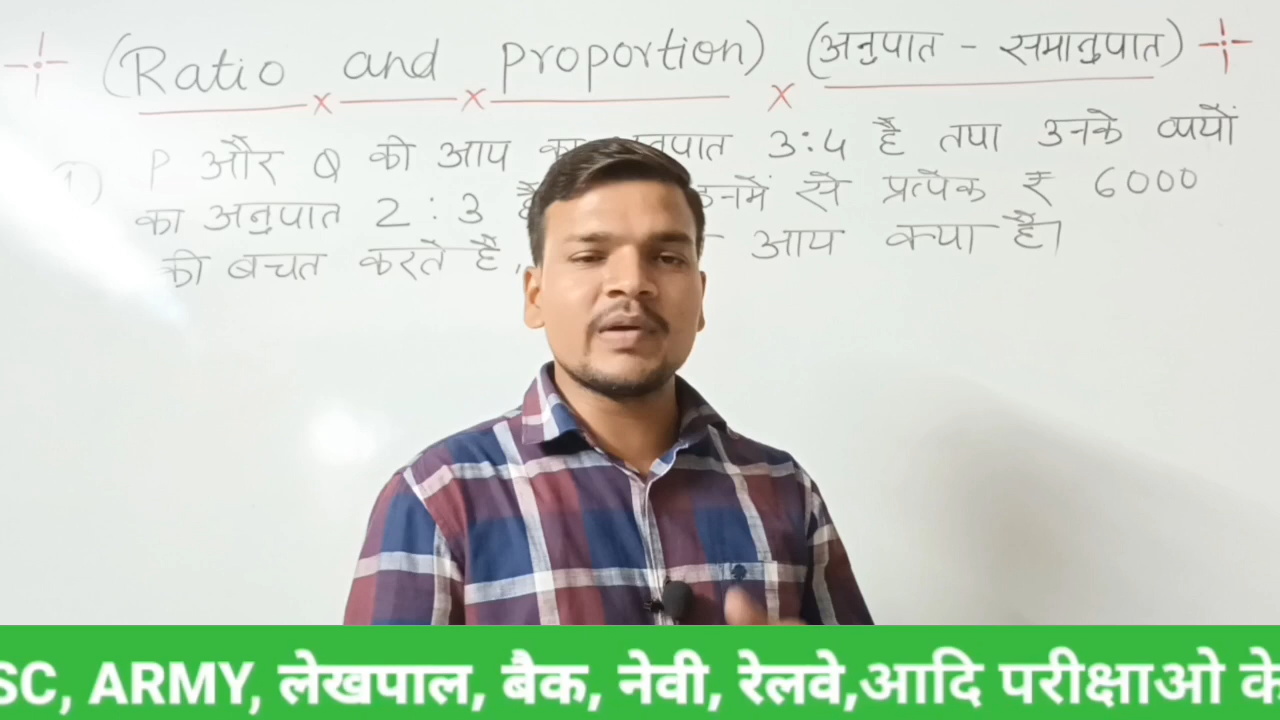 (Ratio and proportion) (अनुपात - समानुपात)
1) P और Q की आय का अनुपात 3:4 है तथा उनके व्ययों
का अनुपात 2:3 है उनमें से प्रत्येक ₹ 6000
की बचत करते है, आय क्या है।
SC, ARMY, लेखपाल, बैक, नेवी, रेलवे,आदि परीक्षाओ के